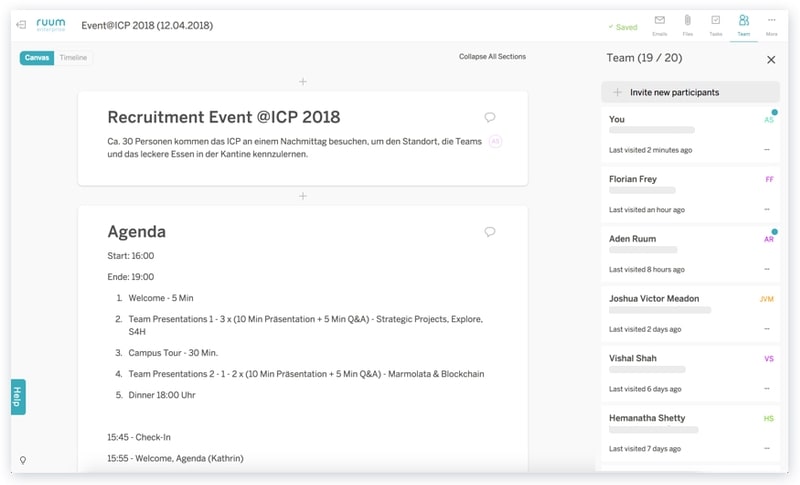 ruum
enterprise
Event@ICP 2018 (12.04.2018)
✓ Saved
Emails
Files
Tasks
Team
More
Canvas
Timeline
Collapse All Sections
Recruitment Event @ICP 2018
Ca. 30 Personen kommen das ICP an einem Nachmittag besuchen, um den Standort, die Teams
und das leckere Essen in der Kantine kennzulernen.
AS
Agenda
Start: 16:00
Ende: 19:00
1. Welcome - 5 Min
2. Team Presentations 1 - 3 x (10 Min Präsentation + 5 Min Q&A) - Strategic Projects, Explore,
S4H
3. Campus Tour - 30 Min.
4. Team Presentations 2 - 1 - 2 x (10 Min Präsentation + 5 Min Q&A) - Marmolata & Blockchain
5. Dinner 18:00 Uhr
15:45 - Check-In
15:55 - Welcome, Agenda (Kathrin)
Help
Team (19 / 20)
Invite new participants
You AS
Last visited 2 minutes ago
Florian Frey FF
Last visited an hour ago
Aden Ruum AR
Last visited 8 hours ago
Joshua Victor Meadon JVM
Last visited 2 days ago
Vishal Shah VS
Last visited 6 days ago
Hemanatha Shetty HS
Last visited 7 days ago